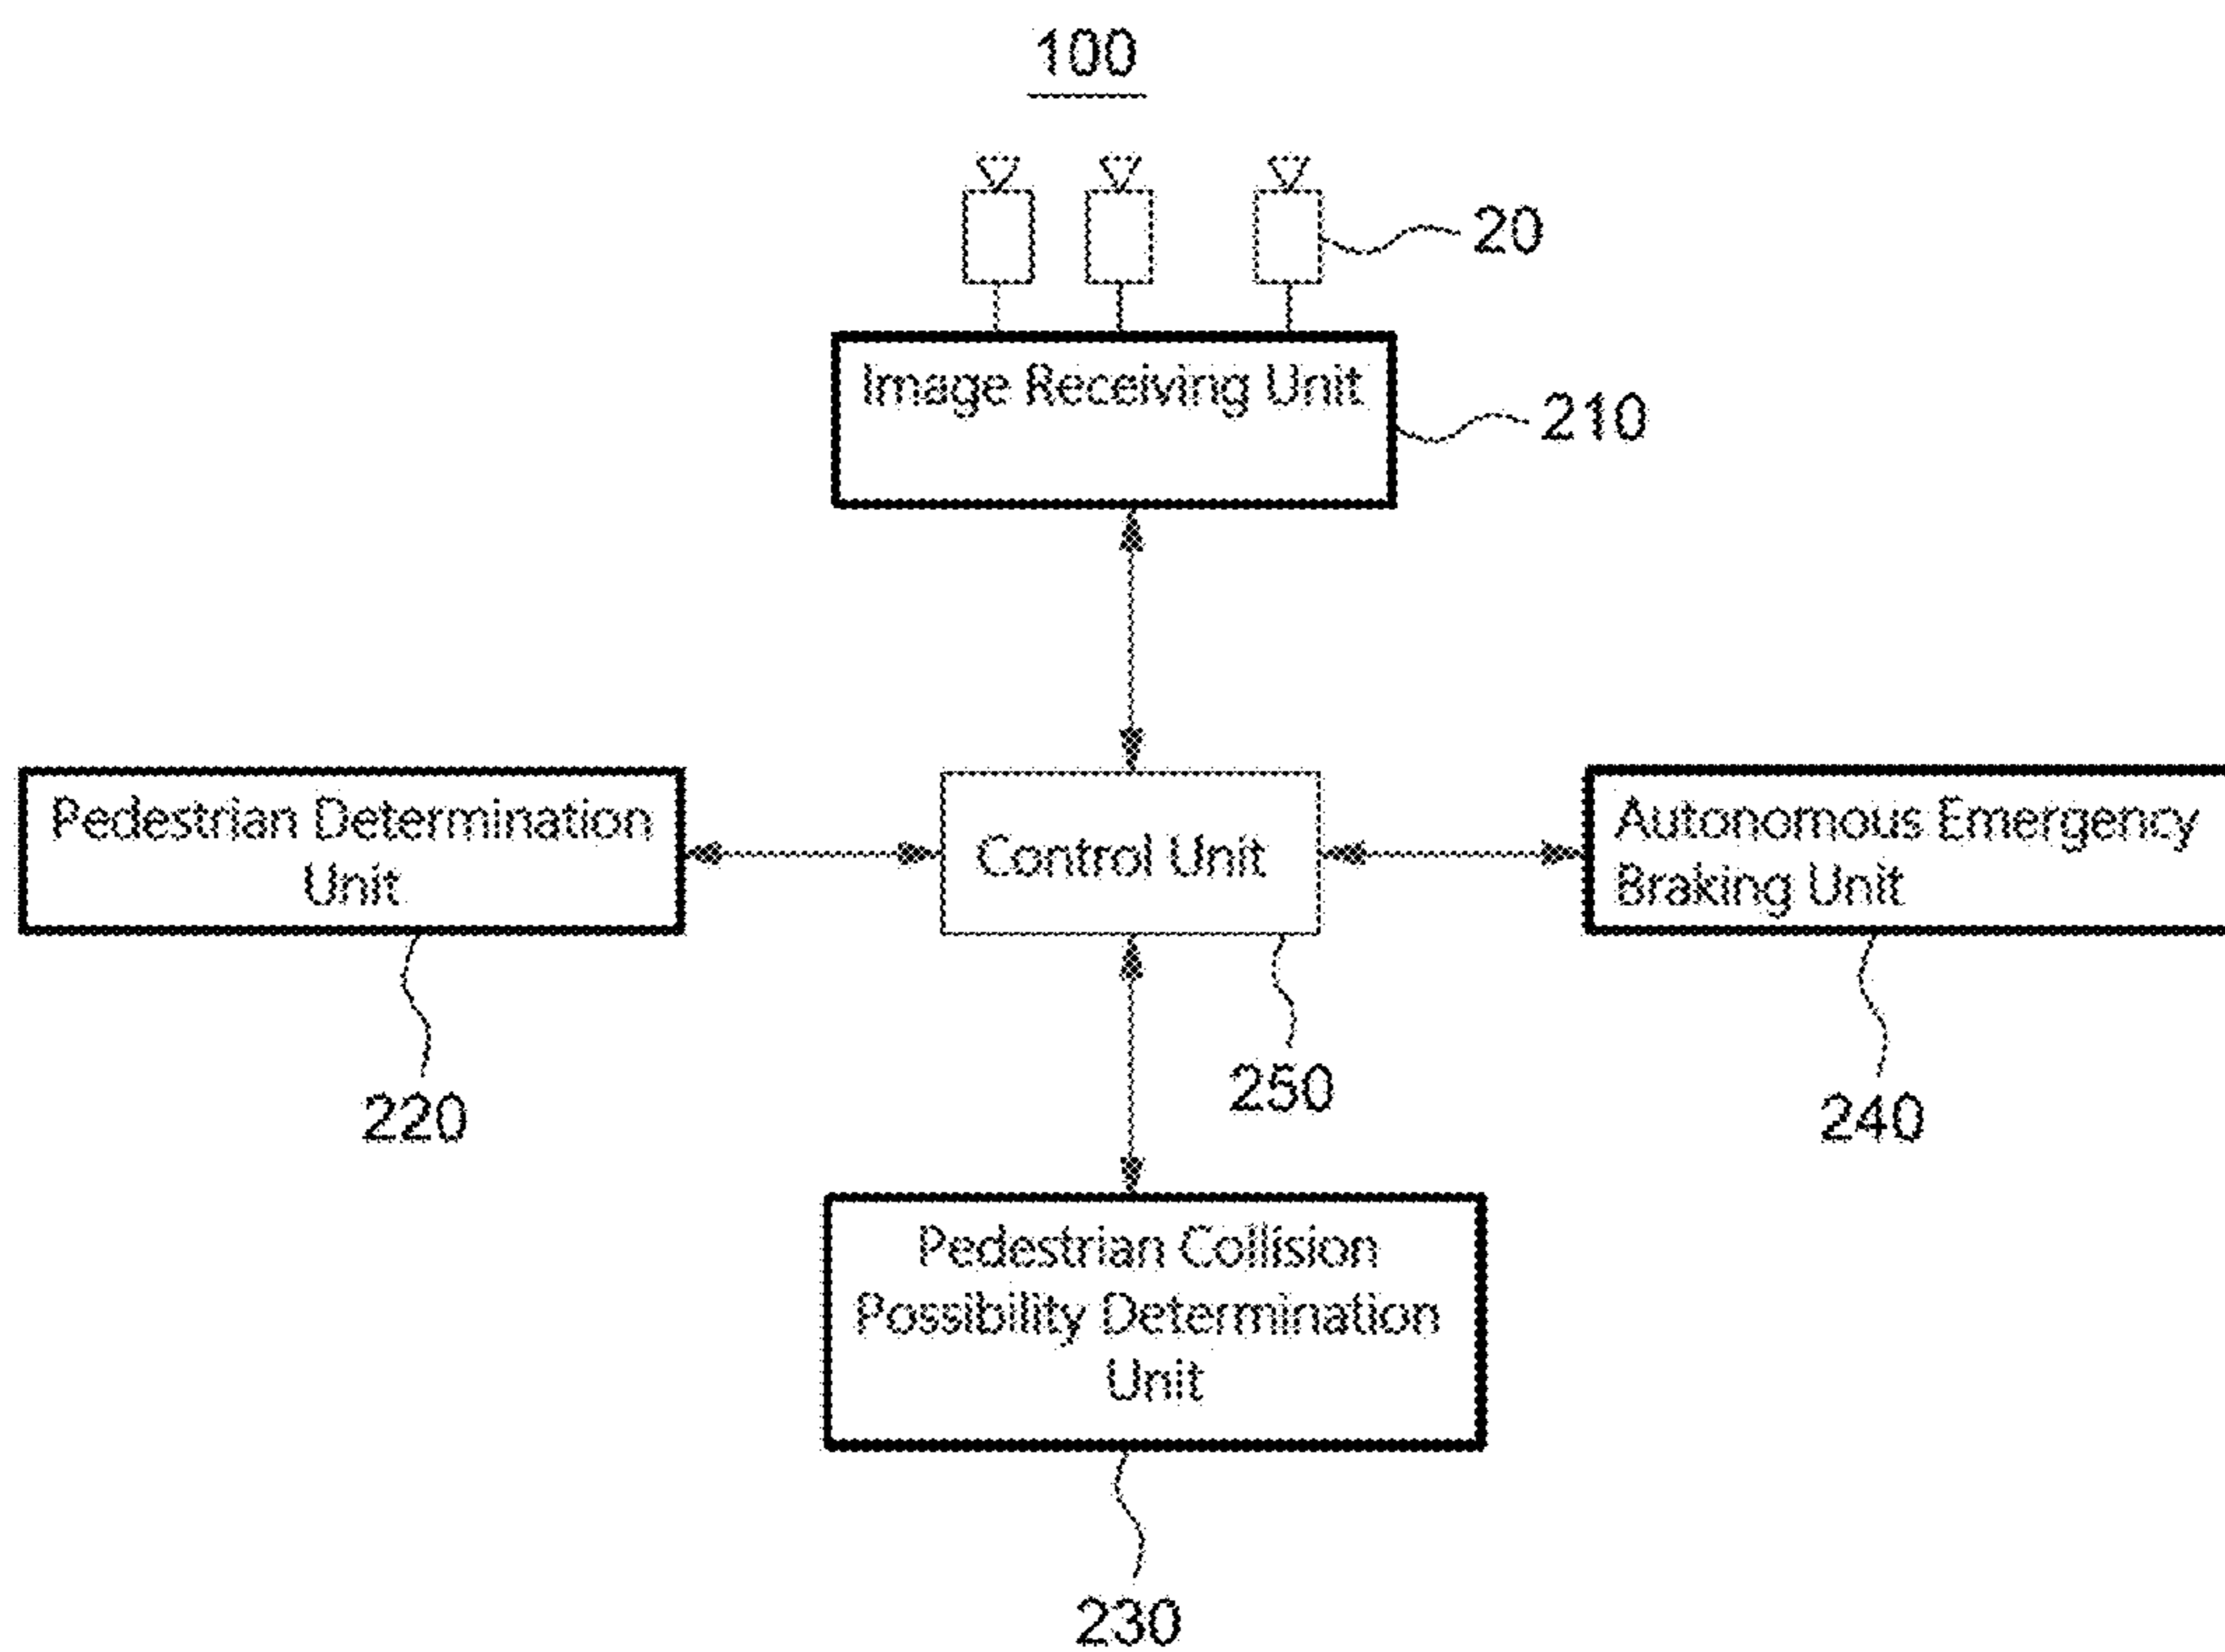 100
20
Image Receiving Unit
210
Pedestrian Determination
Unit
Control Unit
Autonomous Emergency
Braking Unit
220
250
240
Pedestrian Collision
Possibility Determination
Unit
230